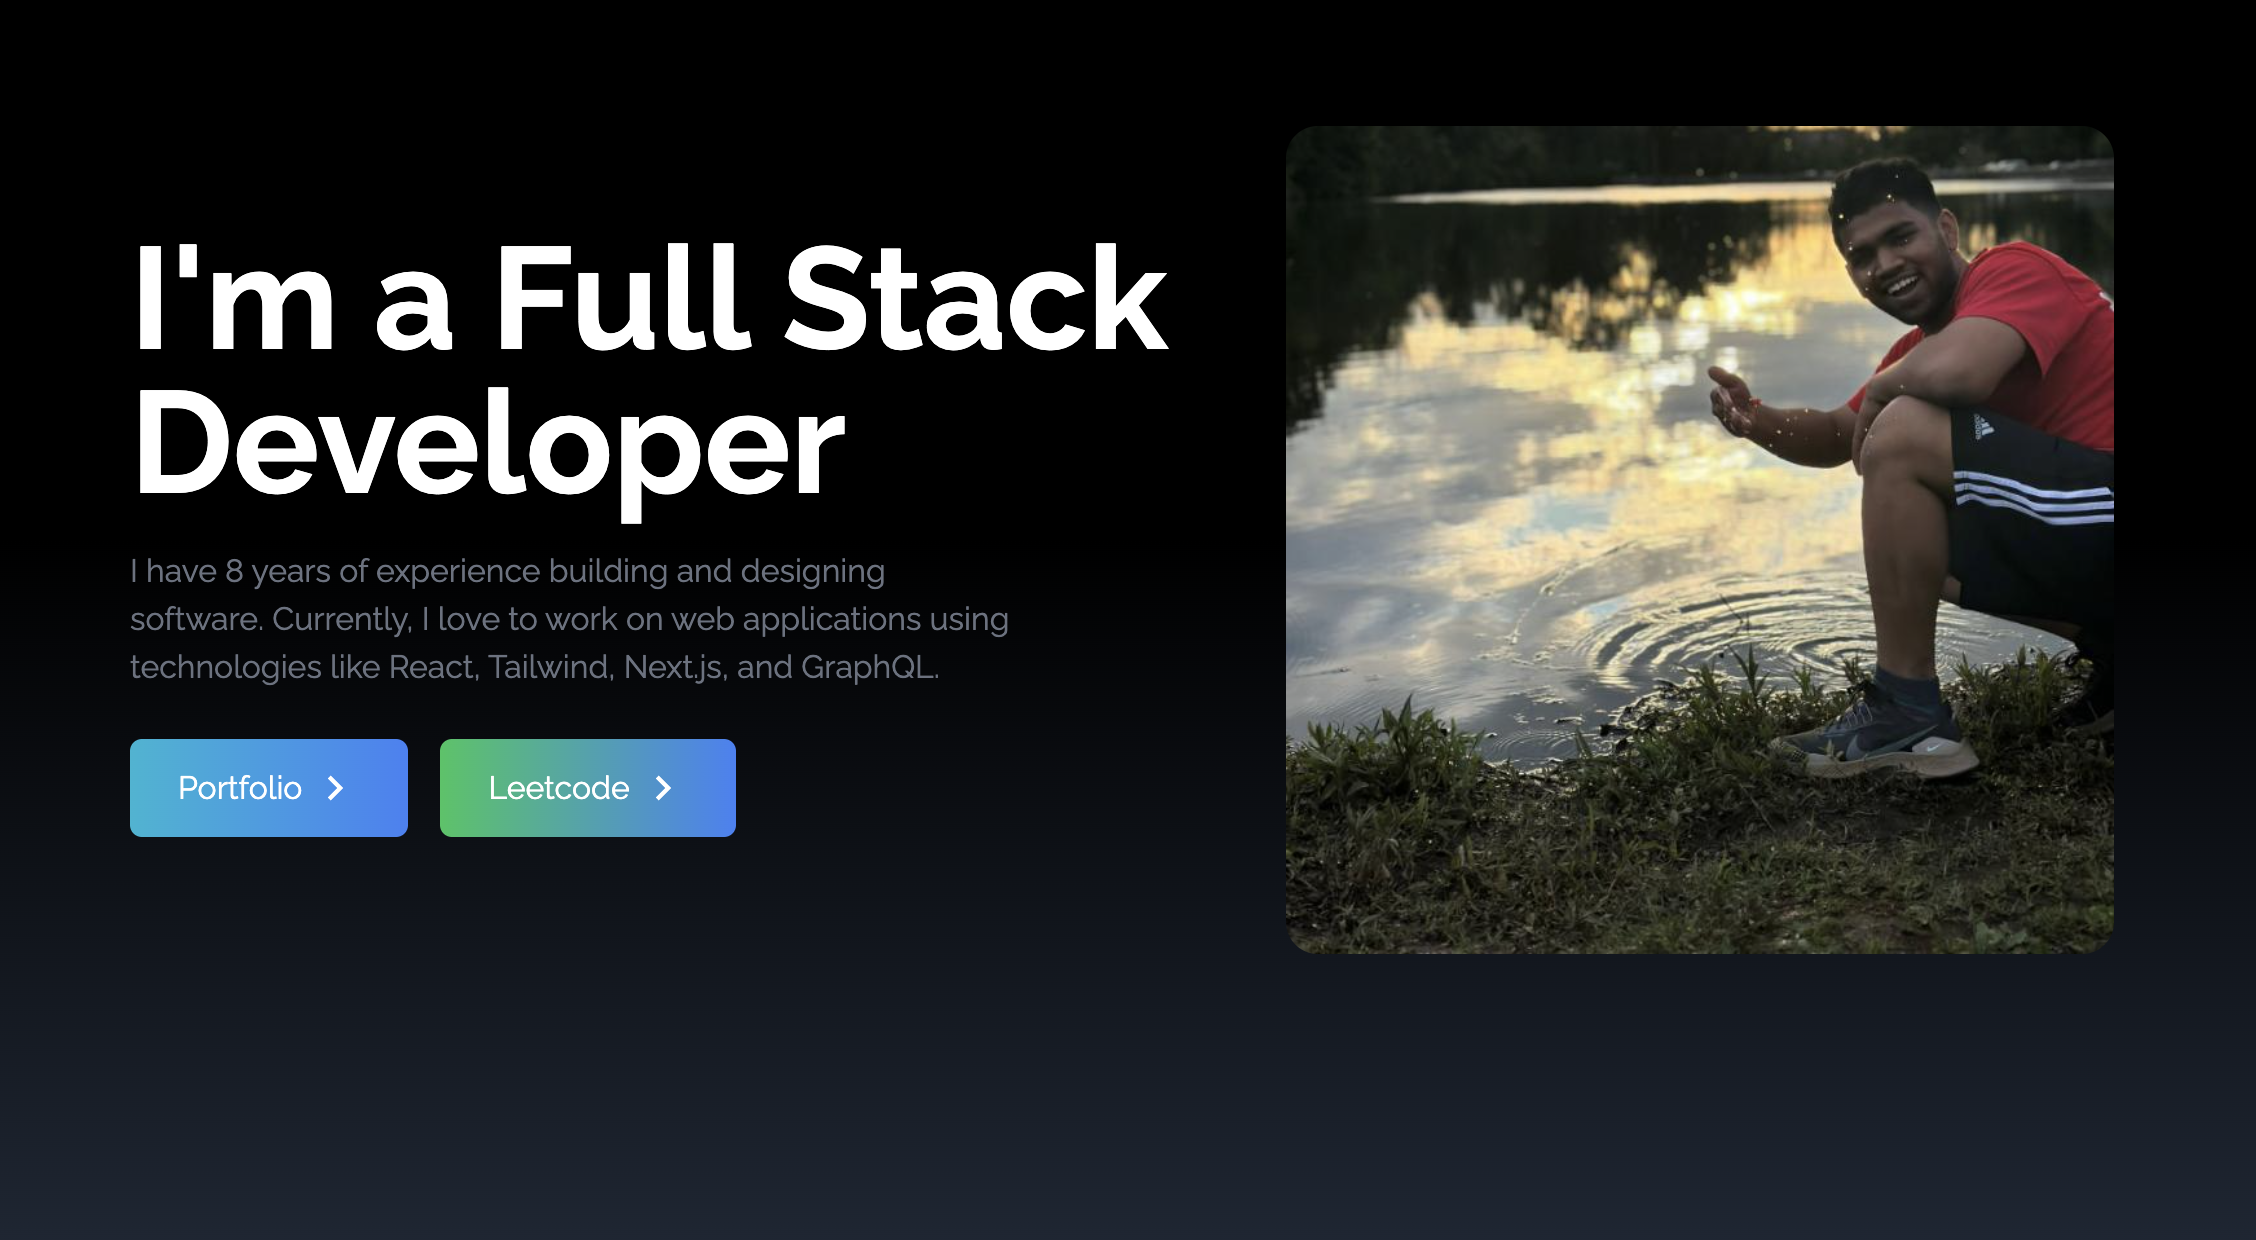 I'm a Full Stack
Developer
I have 8 years of experience building and designing
software. Currently, I love to work on web applications using
technologies like React, Tailwind, Next.js, and GraphQL.
Portfolio
Leetcode
adidas